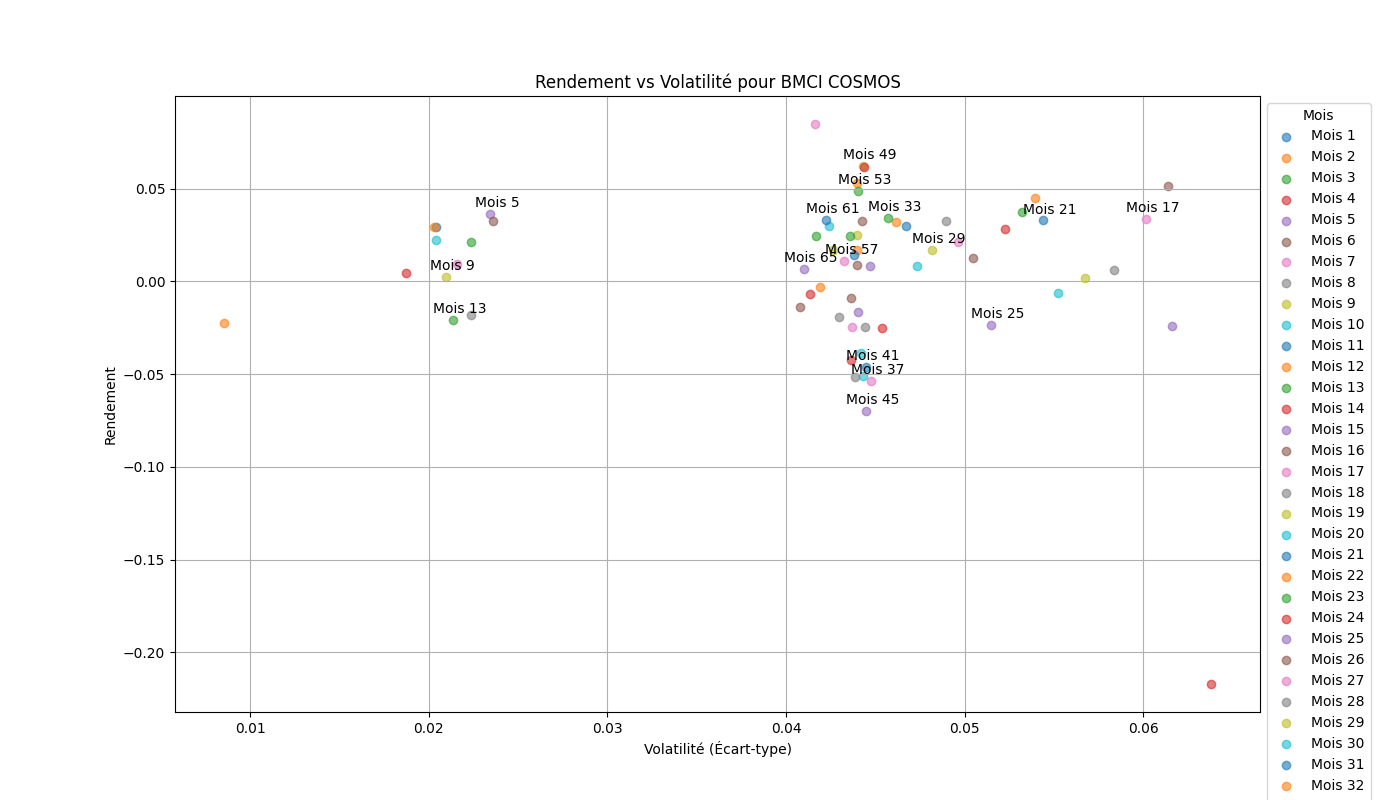 Rendement vs Volatilité pour BMCI COSMOS
Rendement
0.05
0.00
−0.05
−0.10
−0.15
−0.20
Mois 49
Mois 53
Mois 5
Mois 61
Mois 33
Mois 21
Mois 17
Mois 29
Mois 57
Mois 65
Mois 9
Mois 13
Mois 25
Mois 41
Mois 37
Mois 45
0.01
0.02
0.03
0.04
0.05
0.06
Volatilité (Écart-type)
Mois
Mois 1
Mois 2
Mois 3
Mois 4
Mois 5
Mois 6
Mois 7
Mois 8
Mois 9
Mois 10
Mois 11
Mois 12
Mois 13
Mois 14
Mois 15
Mois 16
Mois 17
Mois 18
Mois 19
Mois 20
Mois 21
Mois 22
Mois 23
Mois 24
Mois 25
Mois 26
Mois 27
Mois 28
Mois 29
Mois 30
Mois 31
Mois 32